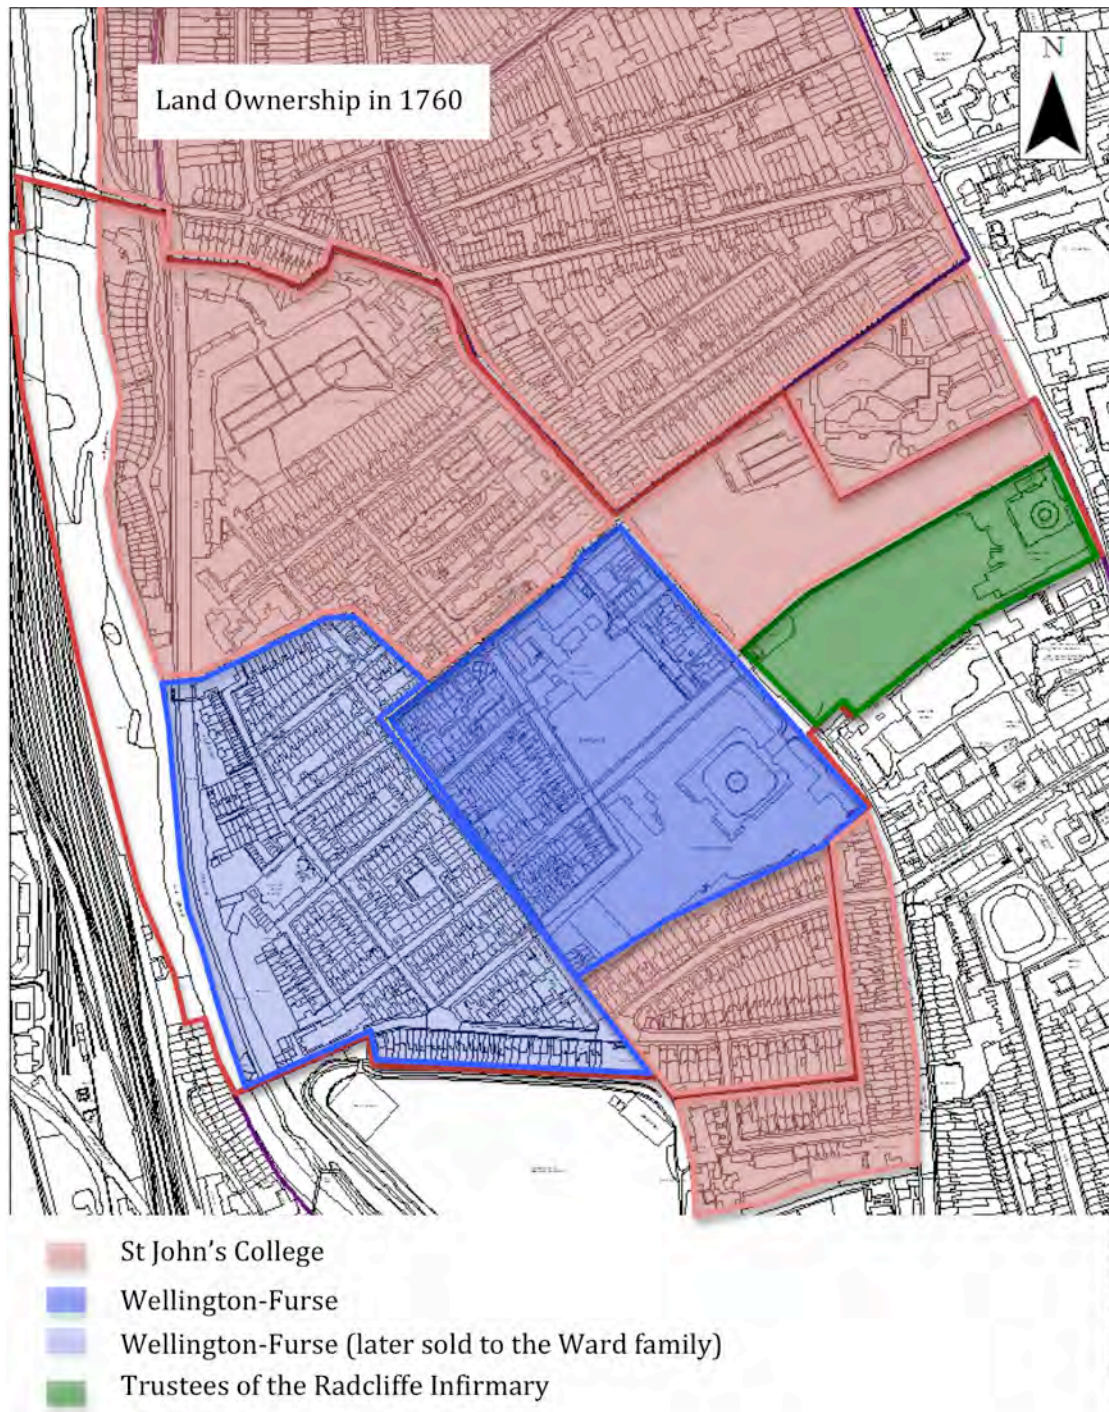 Land Ownership in 1760
N
St John's College
Wellington-Furse
Wellington-Furse (later sold to the Ward family)
Trustees of the Radcliffe Infirmary